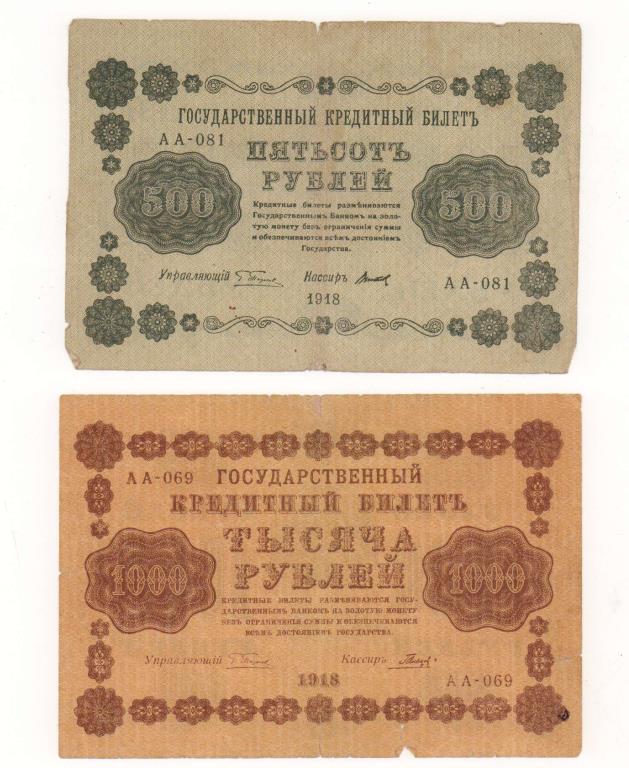 ГОСУДАРСТВЕННЫЙ КРЕДИТНЫЙ БИЛЕТЪ
АА-081
ПЯТЬСОТЪ
РУБЛЕЙ
500
500
Кредитные билеты размѣниваются
Государственнымъ Банкомъ на золо-
тую монету безъ ограниченія суммы
и обезпечиваются всѣмъ достояніемъ
Государства.
Управляющій
Кассиръ
1918
АА-081
АА-069
ГОСУДАРСТВЕННЫЙ
КРЕДИТНЫЙ БИЛЕТЪ
ТЫСЯЧА
РУБЛЕЙ
1000
1000
КРЕДИТНЫЕ БИЛЕТЫ РАЗМѢНИВАЮТСЯ ГОСУ-
ДАРСТВЕННЫМЪ БАНКОМЪ НА ЗОЛОТУЮ МОНЕТУ
БЕЗЪ ОГРАНИЧЕНІЯ СУММЫ И ОБЕЗПЕЧИВАЮТСЯ
ВСѢМЪ ДОСТОЯНІЕМЪ ГОСУДАРСТВА.
Управляющій
Кассиръ
1918
АА-069